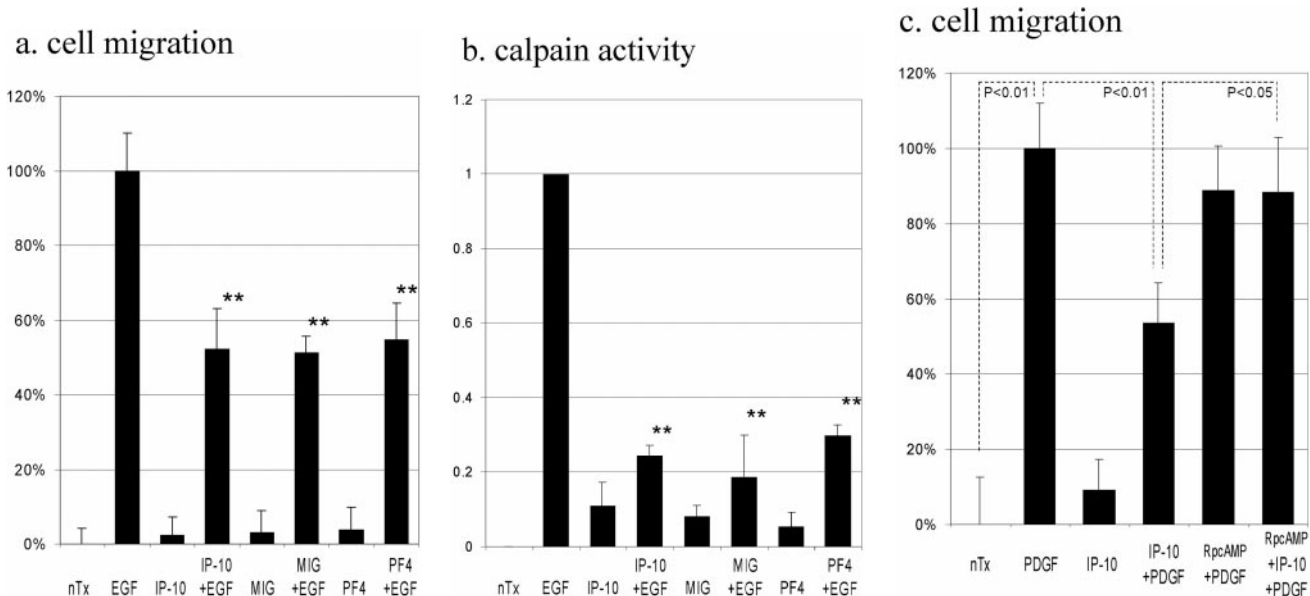 a. cell migration
120%
100%
80%
60%
40%
20%
0%
**
**
**
nTx
EGF
IP-10
IP-10
+EGF
MIG
MIG
+EGF
PF4
PF4
+EGF
b. calpain activity
1.2
1
0.8
0.6
0.4
0.2
0
**
**
**
nTx
EGF
IP-10
IP-10
+EGF
MIG
MIG
+EGF
PF4
PF4
+EGF
c. cell migration
120%
100%
80%
60%
40%
20%
0%
P<0.01
P<0.01
P<0.05
nTx
PDGF
IP-10
IP-10
+PDGF
RpcAMP
+PDGF
RpcAMP
+IP-10
+PDGF